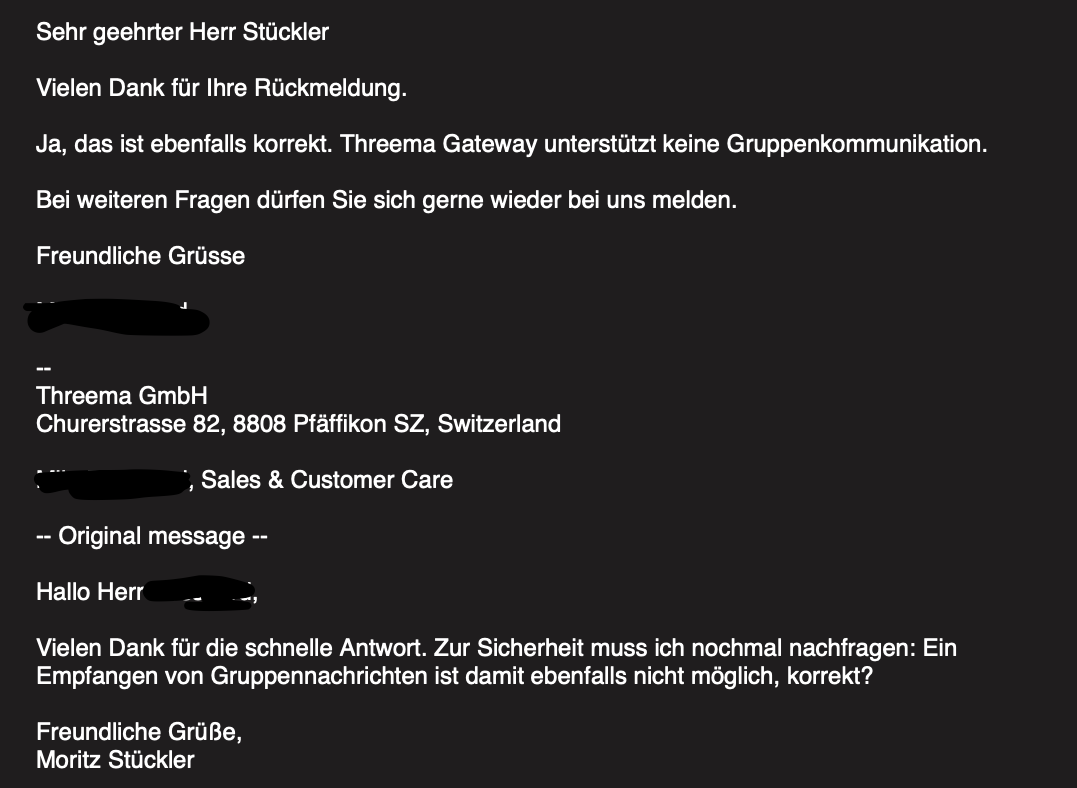 Sehr geehrter Herr Stückler
Vielen Dank für Ihre Rückmeldung.
Ja, das ist ebenfalls korrekt. Threema Gateway unterstützt keine Gruppenkommunikation.
Bei weiteren Fragen dürfen Sie sich gerne wieder bei uns melden.
Freundliche Grüsse
--
Threema GmbH
Churerstrasse 82, 8808 Pfäffikon SZ, Switzerland
, Sales & Customer Care
-- Original message --
Hallo Herr ,
Vielen Dank für die schnelle Antwort. Zur Sicherheit muss ich nochmal nachfragen: Ein
Empfangen von Gruppennachrichten ist damit ebenfalls nicht möglich, korrekt?
Freundliche Grüße,
Moritz Stückler